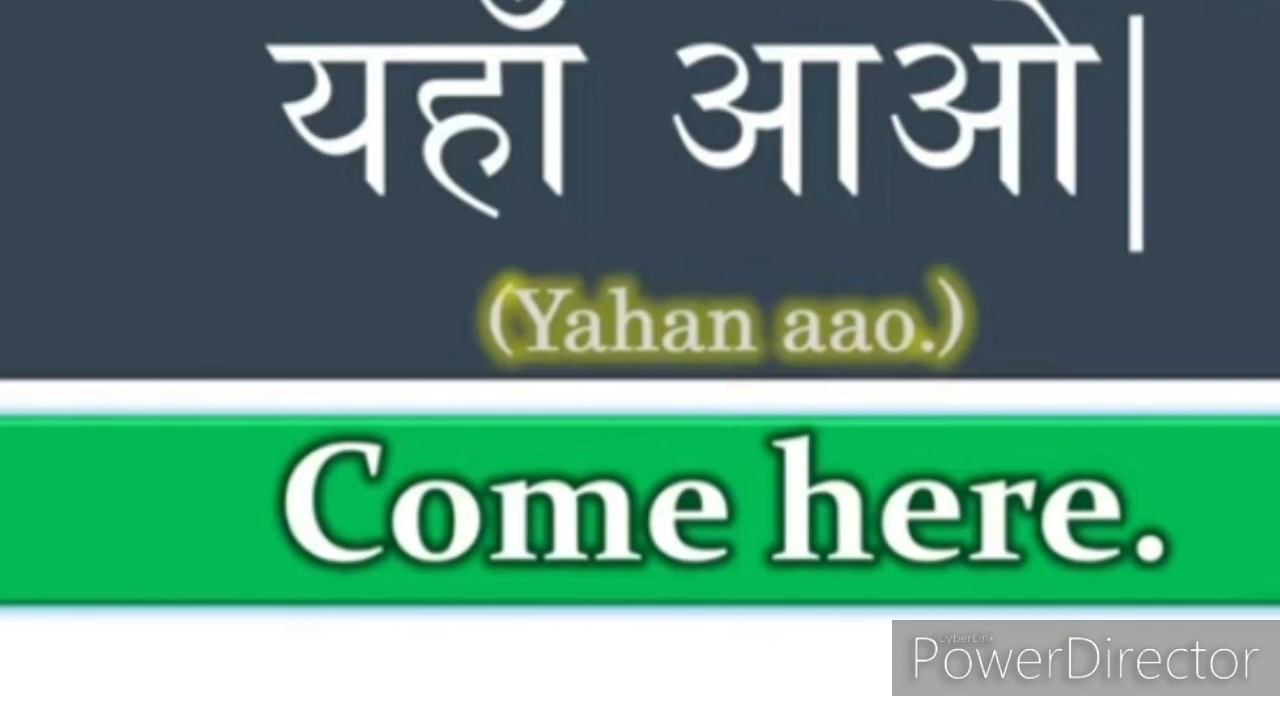 यहाँ आओ|
(Yahan aao.)
Come here.
CyberLink
PowerDirector